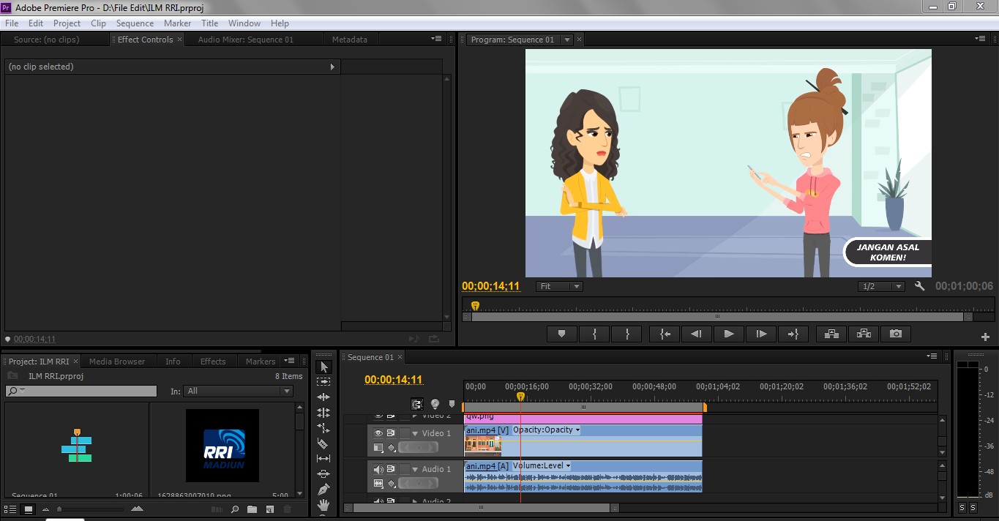 Pr Adobe Premiere Pro - D:\File Edit\ILM RRI.prproj
File Edit Project Clip Sequence Marker Title Window Help
Source: (no clips) Effect Controls × Audio Mixer: Sequence 01 Metadata
Program: Sequence 01 ×
(no clip selected)
JANGAN ASAL
KOMEN!
00;00;14;11 Fit 1/2 00;01;00;06
00;00;14;11
Project: ILM RRI × Media Browser Info Effects Markers
ILM RRI.prproj 8 Items
In: All
RRI
MADIUN
Sequence 01 1:00:06
1628863007010.png 5:00
Sequence 01 ×
00;00;14;11
00;00 00;00;16;00 00;00;32;00 00;00;48;00 00;01;04;02 00;01;20;02 00;01;36;02 00;01;52;02
Video 2 qw.png
Video 1 ani.mp4 [V] Opacity:Opacity
Audio 1 ani.mp4 [A] Volume:Level
Audio 2
0
-12
-24
-36
-48
dB
S S